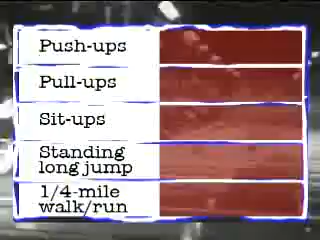 Push-ups
Pull-ups
Sit-ups
Standing
long jump
1/4-mile
walk/run